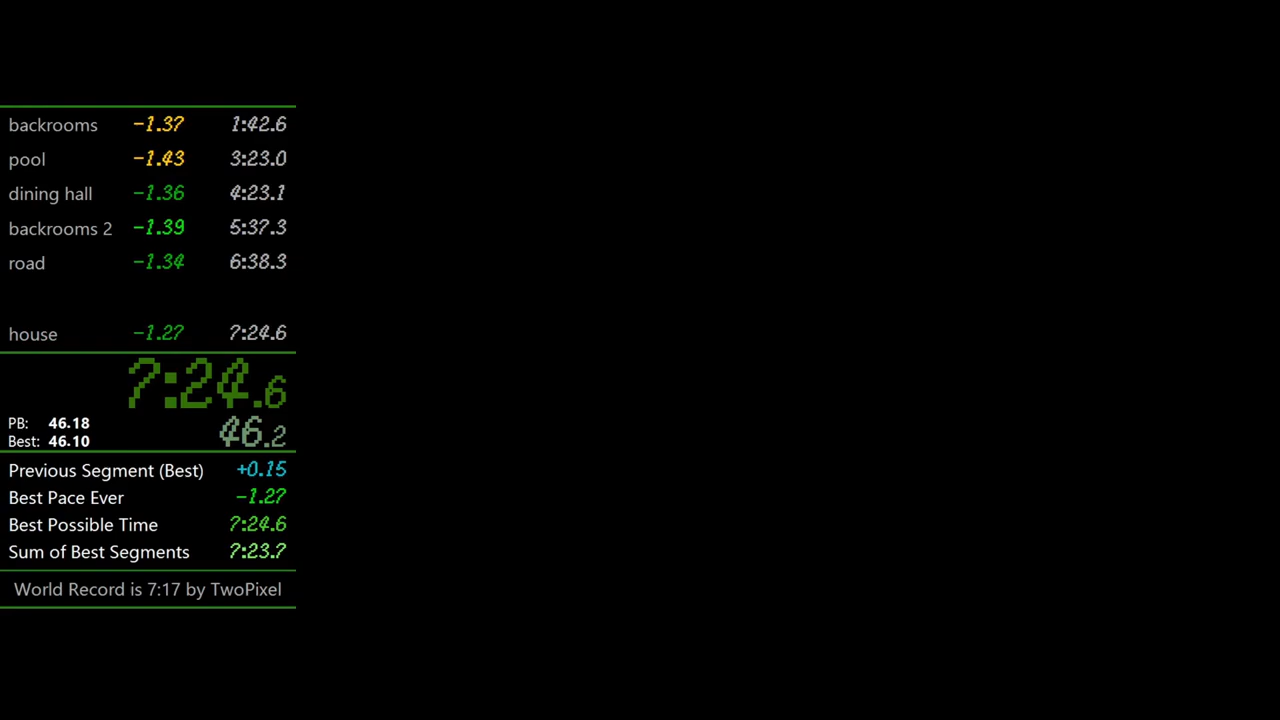 backrooms -1.37 1:42.6
pool -1.43 3:23.0
dining hall -1.36 4:23.1
backrooms 2 -1.39 5:37.3
road -1.34 6:38.3
house -1.27 7:24.6
7:24.6
PB: 46.18 46.2
Best: 46.10
Previous Segment (Best) +0.15
Best Pace Ever -1.27
Best Possible Time 7:24.6
Sum of Best Segments 7:23.7
World Record is 7:17 by TwoPixel